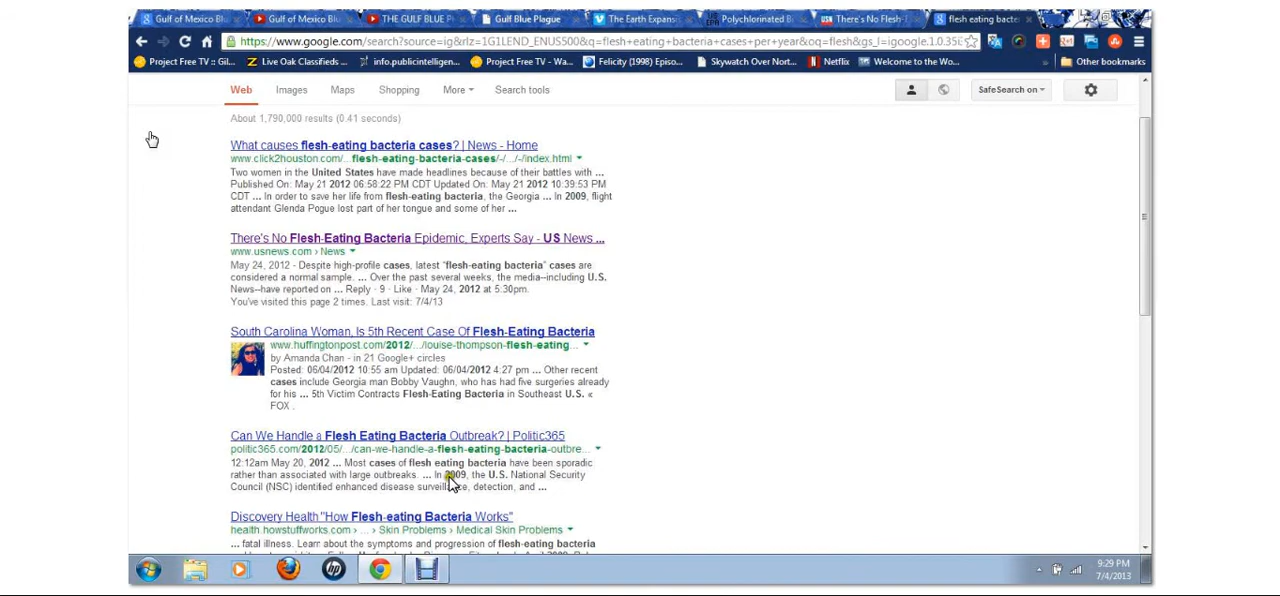 Gulf of Mexico Blu
Gulf of Mexico Blu
THE GULF BLUE P
Gulf Blue Plague
The Earth Expans
Polychlorinated Bi
There's No Flesh-E
flesh eating bacter
https://www.google.com/search?source=ig&rlz=1G1LEND_ENUS500&q=flesh+eating+bacteria+cases+per+year&oq=flesh&gs_l=igoogle.1.0.35i
Project Free TV :: Gil...
Live Oak Classifieds ...
info.publicintelligen...
Project Free TV - Wa...
Felicity (1998) Episo...
Skywatch Over Nort...
Netflix
Welcome to the Wo...
Other bookmarks
Web Images Maps Shopping More Search tools
SafeSearch on
About 1,790,000 results (0.41 seconds)
What causes flesh-eating bacteria cases? | News - Home
www.click2houston.com/...flesh-eating-bacteria-cases/-/.../-/index.html
Two women in the United States have made headlines because of their battles with ...
Published On: May 21 2012 06:58:22 PM CDT Updated On: May 21 2012 10:39:53 PM
CDT ... In order to save her life from flesh-eating bacteria, the Georgia ... In 2009, flight
attendant Glenda Pogue lost part of her tongue and some of her ...
There's No Flesh-Eating Bacteria Epidemic, Experts Say - US News ...
www.usnews.com › News
May 24, 2012 - Despite high-profile cases, latest "flesh-eating bacteria" cases are
considered a normal sample. ... Over the past several weeks, the media--including U.S.
News--have reported on ... Reply · 9 · Like · May 24, 2012 at 5:30pm.
You've visited this page 2 times. Last visit: 7/4/13
South Carolina Woman, Is 5th Recent Case Of Flesh-Eating Bacteria
www.huffingtonpost.com/2012/.../louise-thompson-flesh-eating...
by Amanda Chan - in 21 Google+ circles
Posted: 06/04/2012 10:55 am Updated: 06/04/2012 4:27 pm ... Other recent
cases include Georgia man Bobby Vaughn, who has had five surgeries already
for his ... 5th Victim Contracts Flesh-Eating Bacteria in Southeast U.S. «
FOX .
Can We Handle a Flesh Eating Bacteria Outbreak? | Politic365
politic365.com/2012/05/.../can-we-handle-a-flesh-eating-bacteria-outbre...
12:12am May 20, 2012 ... Most cases of flesh eating bacteria have been sporadic
rather than associated with large outbreaks. ... In 2009, the U.S. National Security
Council (NSC) identified enhanced disease surveillance, detection, and ...
Discovery Health "How Flesh-eating Bacteria Works"
health.howstuffworks.com › ... › Skin Problems › Medical Skin Problems
... fatal illness. Learn about the symptoms and progression of flesh-eating bacteria
9:29 PM
7/4/2013